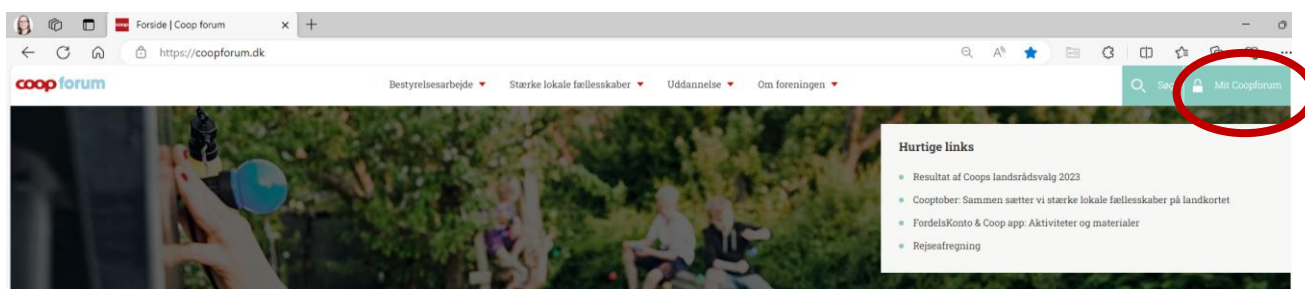 Forside | Coop forum
https://coopforum.dk
coop forum
Bestyrelsesarbejde
Stærke lokale fællesskaber
Uddannelse
Om foreningen
Mit Coopforum
Hurtige links
Resultat af Coops landsrådsvalg 2023
Cooptober: Sammen sætter vi stærke lokale fællesskaber på landkortet
FordelsKonto & Coop app: Aktiviteter og materialer
Rejseafregning